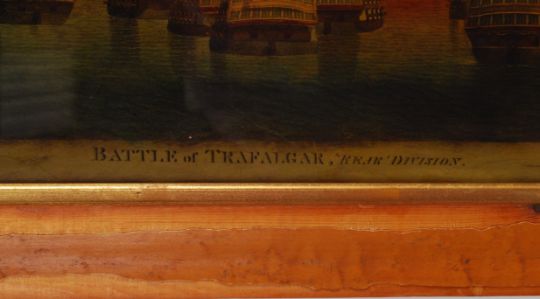 BATTLE of TRAFALGAR, "REAR" DIVISION.